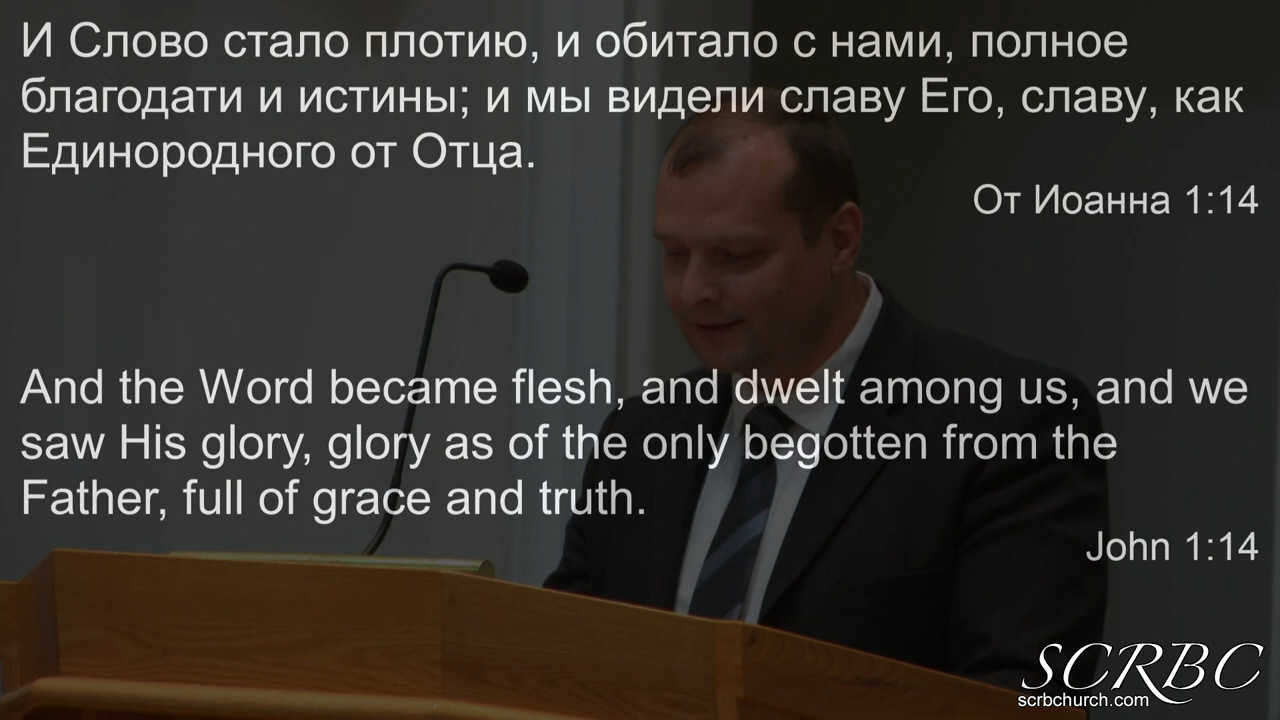 И Слово стало плотию, и обитало с нами, полное
благодати и истины; и мы видели славу Его, славу, как
Единородного от Отца.
От Иоанна 1:14
And the Word became flesh, and dwelt among us, and we
saw His glory, glory as of the only begotten from the
Father, full of grace and truth.
John 1:14
SCRBC
scrbchurch.com